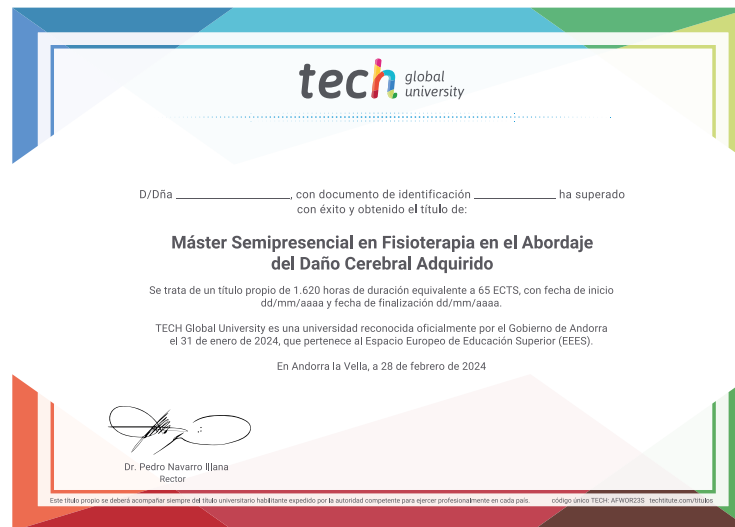 tech global
university
D/Dña ____________________, con documento de identificación ______________ ha superado
con éxito y obtenido el título de:
Máster Semipresencial en Fisioterapia en el Abordaje
del Daño Cerebral Adquirido
Se trata de un título propio de 1.620 horas de duración equivalente a 65 ECTS, con fecha de inicio
dd/mm/aaaa y fecha de finalización dd/mm/aaaa.
TECH Global University es una universidad reconocida oficialmente por el Gobierno de Andorra
el 31 de enero de 2024, que pertenece al Espacio Europeo de Educación Superior (EEES).
En Andorra la Vella, a 28 de febrero de 2024
Dr. Pedro Navarro Illana
Rector
Este título propio se deberá acompañar siempre del título universitario habilitante expedido por la autoridad competente para ejercer profesionalmente en cada país. código único TECH: AFWOR23S techtitute.com/titulos